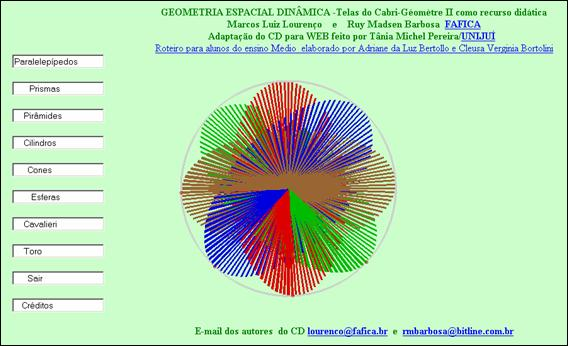 GEOMETRIA ESPACIAL DINÂMICA -Telas do Cabri-Géomètre II como recurso didática
Marcos Luiz Lourenço e Ruy Madsen Barbosa FAFICA
Adaptação do CD para WEB feito por Tânia Michel Pereira/UNIJUÍ
Roteiro para alunos do ensino Medio elaborado por Adriane da Luz Bertollo e Cleusa Verginia Bortolini
Paralelepípedos
Prismas
Pirâmides
Cilindros
Cones
Esferas
Cavalieri
Toro
Sair
Créditos
E-mail dos autores do CD lourenco@fafica.br e rmbarbosa@bitline.com.br